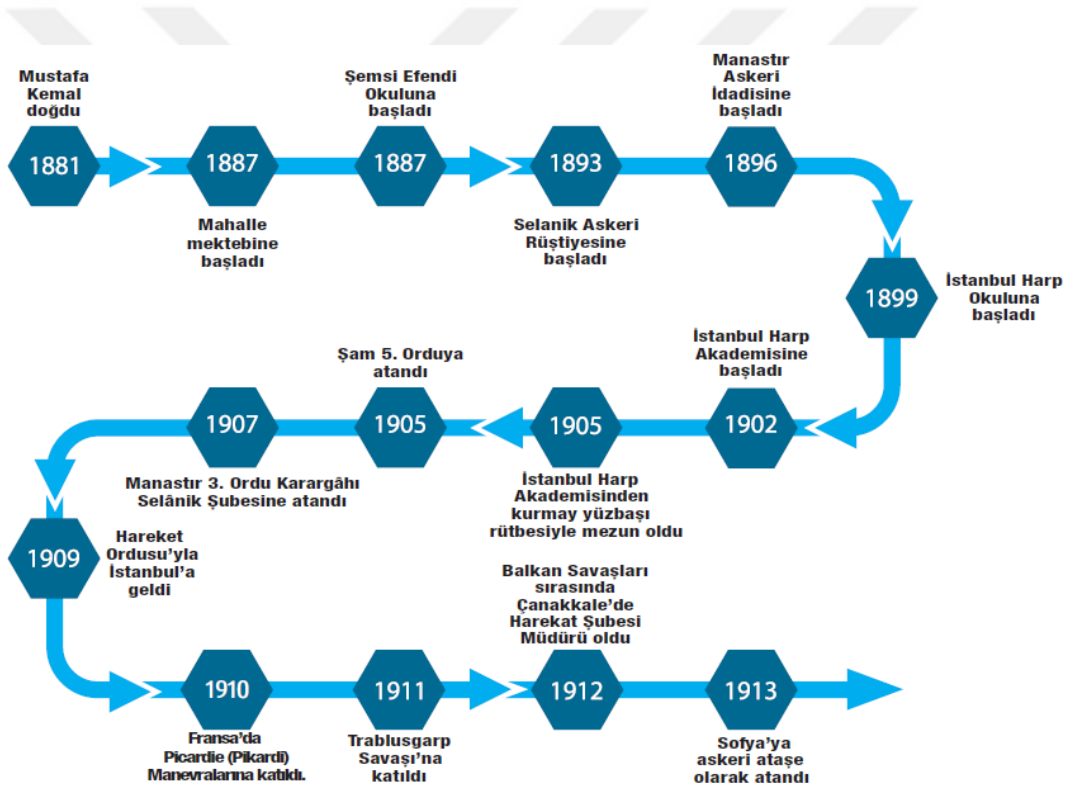 Mustafa
Kemal
doğdu
1881
1887
Mahalle
mektebine
başladı
Şemsi Efendi
Okuluna
başladı
1887
1893
Selanik Askeri
Rüştiyesine
başladı
Manastır
Askeri
İdadisine
başladı
1896
1899
İstanbul Harp
Okuluna
başladı
İstanbul Harp
Akademisine
başladı
1902
1905
İstanbul Harp
Akademisinden
kurmay yüzbaşı
rütbesiyle mezun oldu
Şam 5. Orduya
atandı
1905
1907
Manastır 3. Ordu Karargâhı
Selânik Şubesine atandı
1909
Hareket
Ordusu’yla
İstanbul’a
geldi
1910
Fransa’da
Picardie (Pikardi)
Manevralarına katıldı.
1911
Trablusgarp
Savaşı’na
katıldı
Balkan Savaşları
sırasında
Çanakkale’de
Harekat Şubesi
Müdürü oldu
1912
1913
Sofya’ya
askeri ataşe
olarak atandı